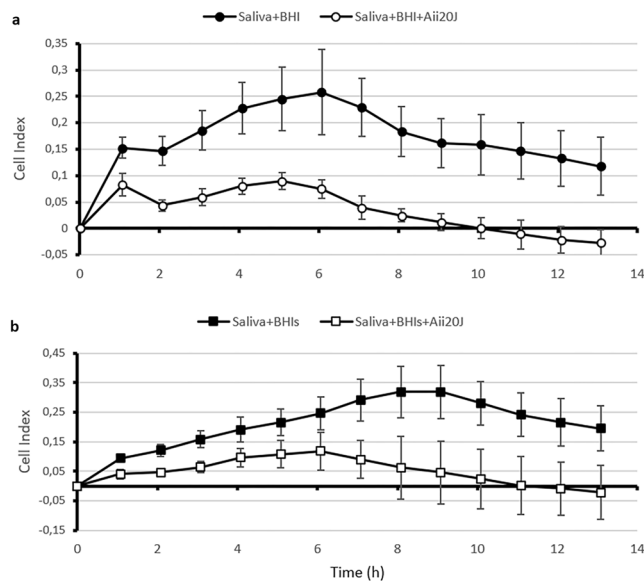 a
Saliva+BHI Saliva+BHI+Aii20J
0,35
0,3
0,25
0,2
0,15
0,1
0,05
0
-0,05
Cell Index
0 2 4 6 8 10 12 14
b
Saliva+BHIs Saliva+BHIs+Aii20J
0,45
0,35
0,25
0,15
0,05
-0,05
-0,15
Cell Index
0 2 4 6 8 10 12 14
Time (h)